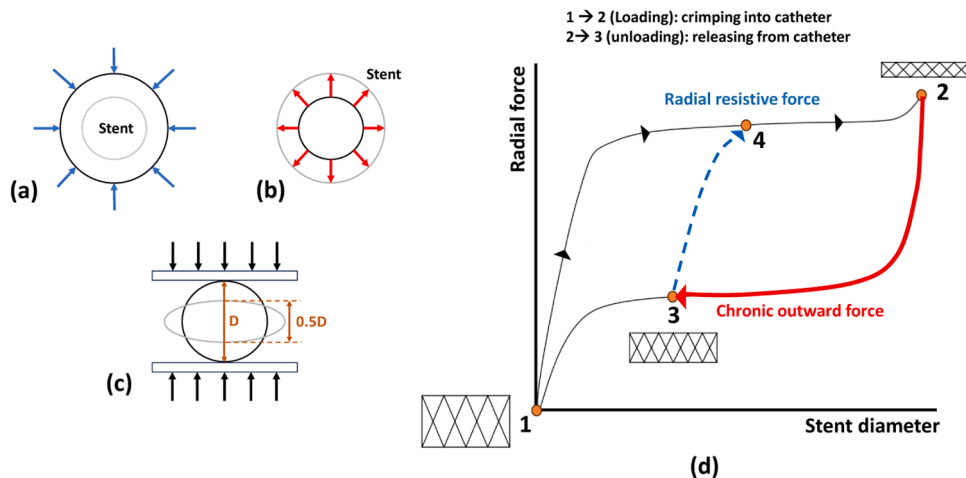 1 → 2 (Loading): crimping into catheter
2→ 3 (unloading): releasing from catheter
Stent
(a)
Stent
(b)
D
0.5D
(c)
Radial force
Radial resistive force
2
4
3
Chronic outward force
1
Stent diameter
(d)